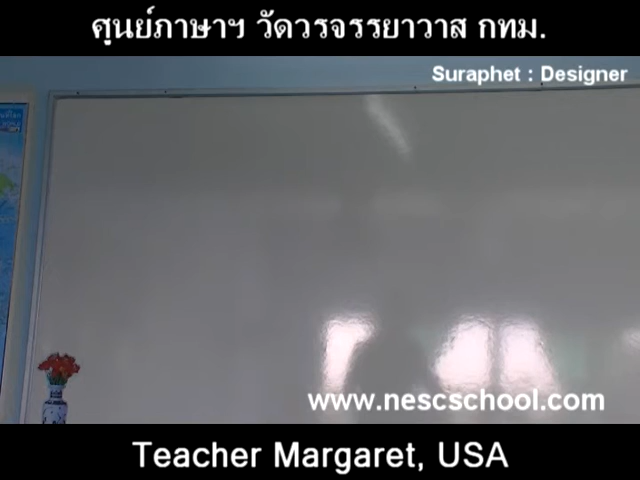 ศูนย์ภาษาฯ วัดวรจรรยาวาส กทม.
Suraphet : Designer
www.nescschool.com
Teacher Margaret, USA